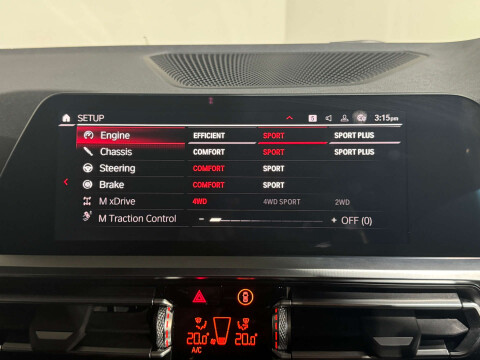 SETUP S 3:15pm
Engine EFFICIENT SPORT SPORT PLUS
Chassis COMFORT SPORT SPORT PLUS
Steering COMFORT SPORT
Brake COMFORT SPORT
M xDrive 4WD 4WD SPORT 2WD
M Traction Control − + OFF (0)
20.0 20.0
A/C